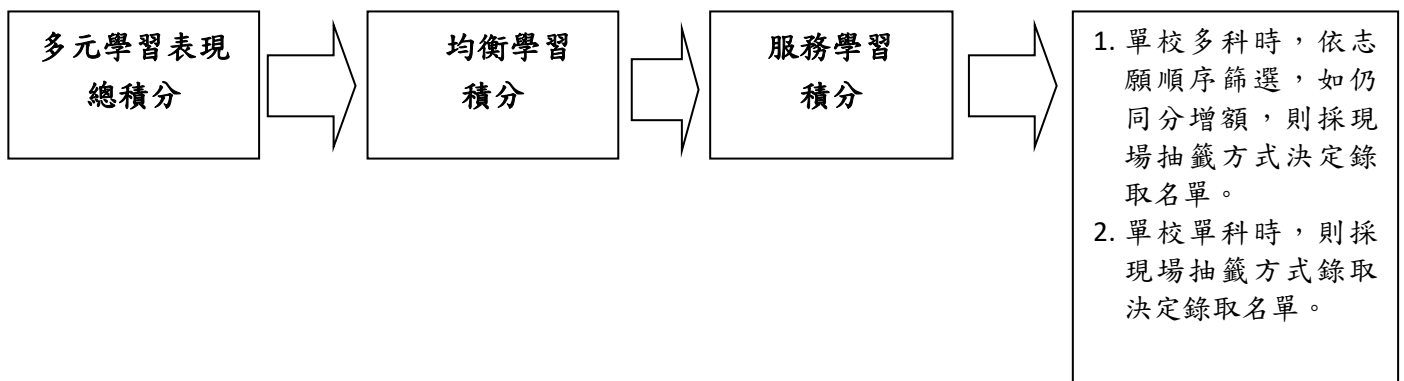 多元學習表現
總積分
均衡學習
積分
服務學習
積分
1. 單校多科時，依志
願順序篩選，如仍
同分增額，則採現
場抽籤方式決定錄
取名單。
2. 單校單科時，則採
現場抽籤方式錄取
決定錄取名單。